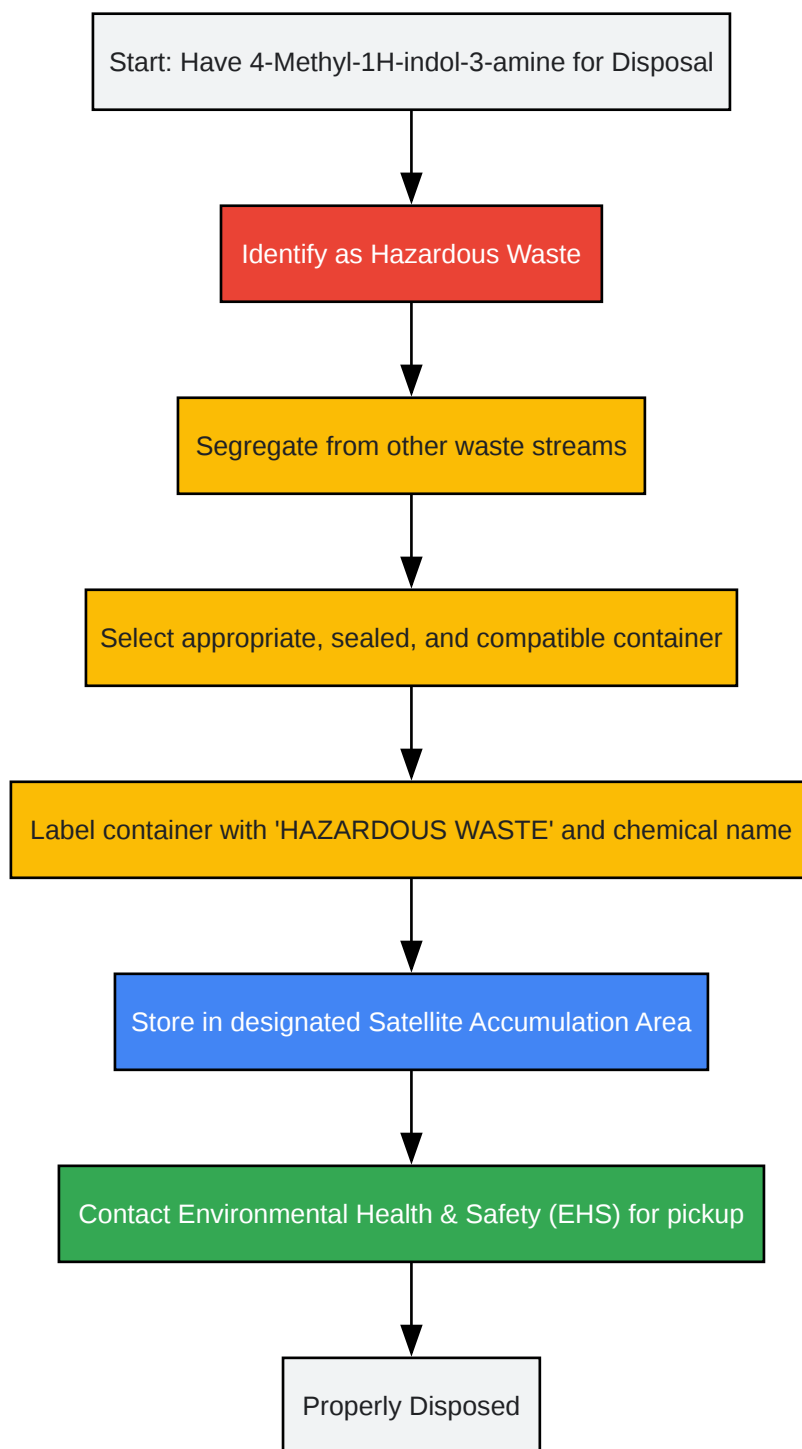 Start: Have 4-Methyl-1H-indol-3-amine for Disposal
Identify as Hazardous Waste
Segregate from other waste streams
Select appropriate, sealed, and compatible container
Label container with 'HAZARDOUS WASTE' and chemical name
Store in designated Satellite Accumulation Area
Contact Environmental Health & Safety (EHS) for pickup
Properly Disposed